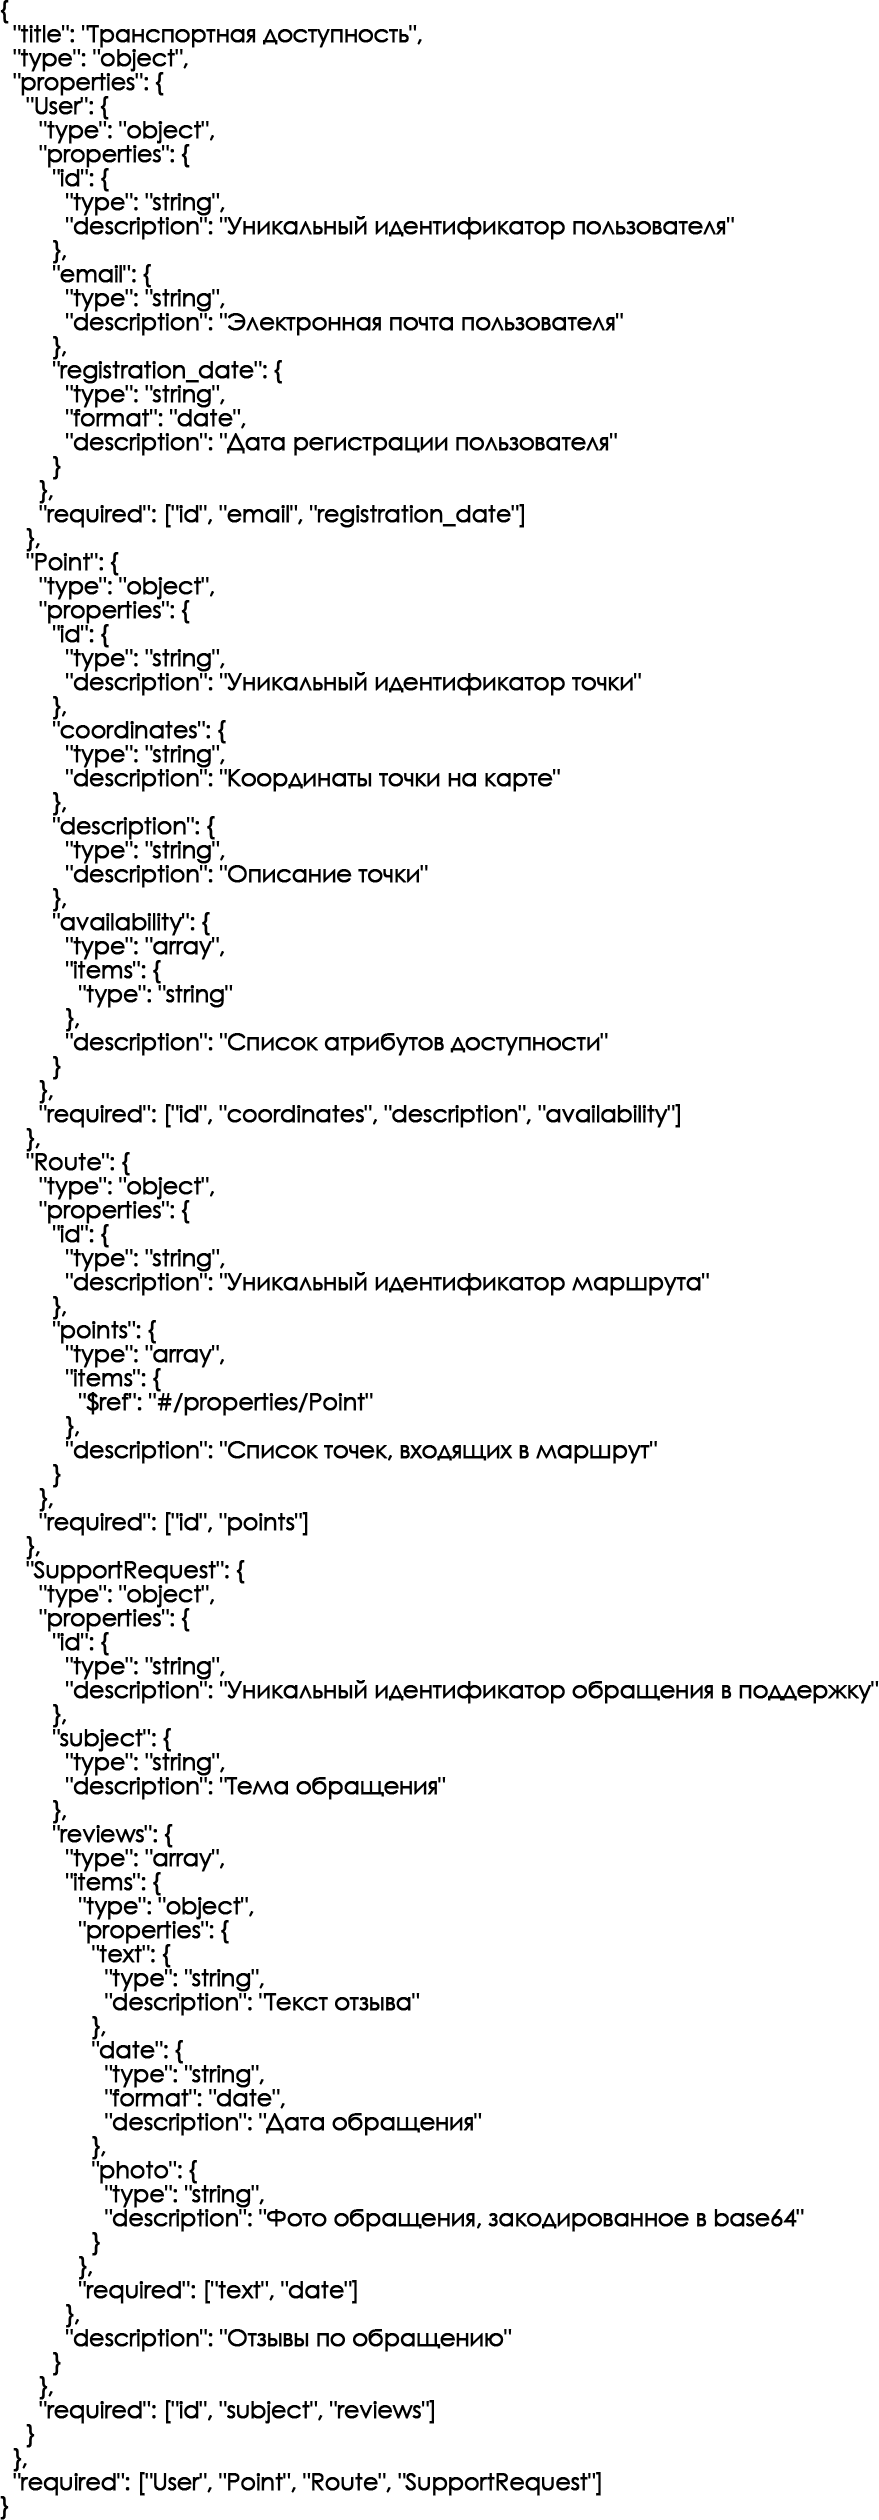 {
  "title": "Транспортная доступность",
  "type": "object",
  "properties": {
    "User": {
      "type": "object",
      "properties": {
        "id": {
          "type": "string",
          "description": "Уникальный идентификатор пользователя"
        },
        "email": {
          "type": "string",
          "description": "Электронная почта пользователя"
        },
        "registration_date": {
          "type": "string",
          "format": "date",
          "description": "Дата регистрации пользователя"
        }
      },
      "required": ["id", "email", "registration_date"]
    },
    "Point": {
      "type": "object",
      "properties": {
        "id": {
          "type": "string",
          "description": "Уникальный идентификатор точки"
        },
        "coordinates": {
          "type": "string",
          "description": "Координаты точки на карте"
        },
        "description": {
          "type": "string",
          "description": "Описание точки"
        },
        "availability": {
          "type": "array",
          "items": {
            "type": "string"
          },
          "description": "Список атрибутов доступности"
        }
      },
      "required": ["id", "coordinates", "description", "availability"]
    },
    "Route": {
      "type": "object",
      "properties": {
        "id": {
          "type": "string",
          "description": "Уникальный идентификатор маршрута"
        },
        "points": {
          "type": "array",
          "items": {
            "$ref": "#/properties/Point"
          },
          "description": "Список точек, входящих в маршрут"
        }
      },
      "required": ["id", "points"]
    },
    "SupportRequest": {
      "type": "object",
      "properties": {
        "id": {
          "type": "string",
          "description": "Уникальный идентификатор обращения в поддержку"
        },
        "subject": {
          "type": "string",
          "description": "Тема обращения"
        },
        "reviews": {
          "type": "array",
          "items": {
            "type": "object",
            "properties": {
              "text": {
                "type": "string",
                "description": "Текст отзыва"
              },
              "date": {
                "type": "string",
                "format": "date",
                "description": "Дата обращения"
              },
              "photo": {
                "type": "string",
                "description": "Фото обращения, закодированное в base64"
              }
            },
            "required": ["text", "date"]
          },
          "description": "Отзывы по обращению"
        }
      },
      "required": ["id", "subject", "reviews"]
    }
  },
  "required": ["User", "Point", "Route", "SupportRequest"]
}